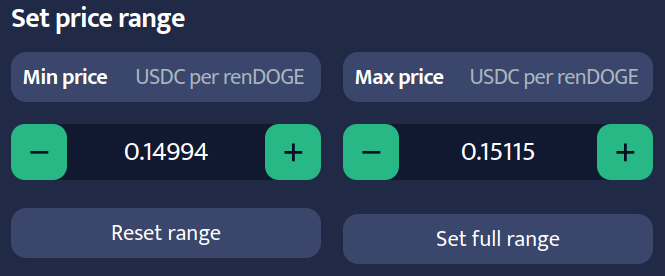 Set price range
Min price USDC per renDOGE
Max price USDC per renDOGE
− 0.14994 +
− 0.15115 +
Reset range
Set full range